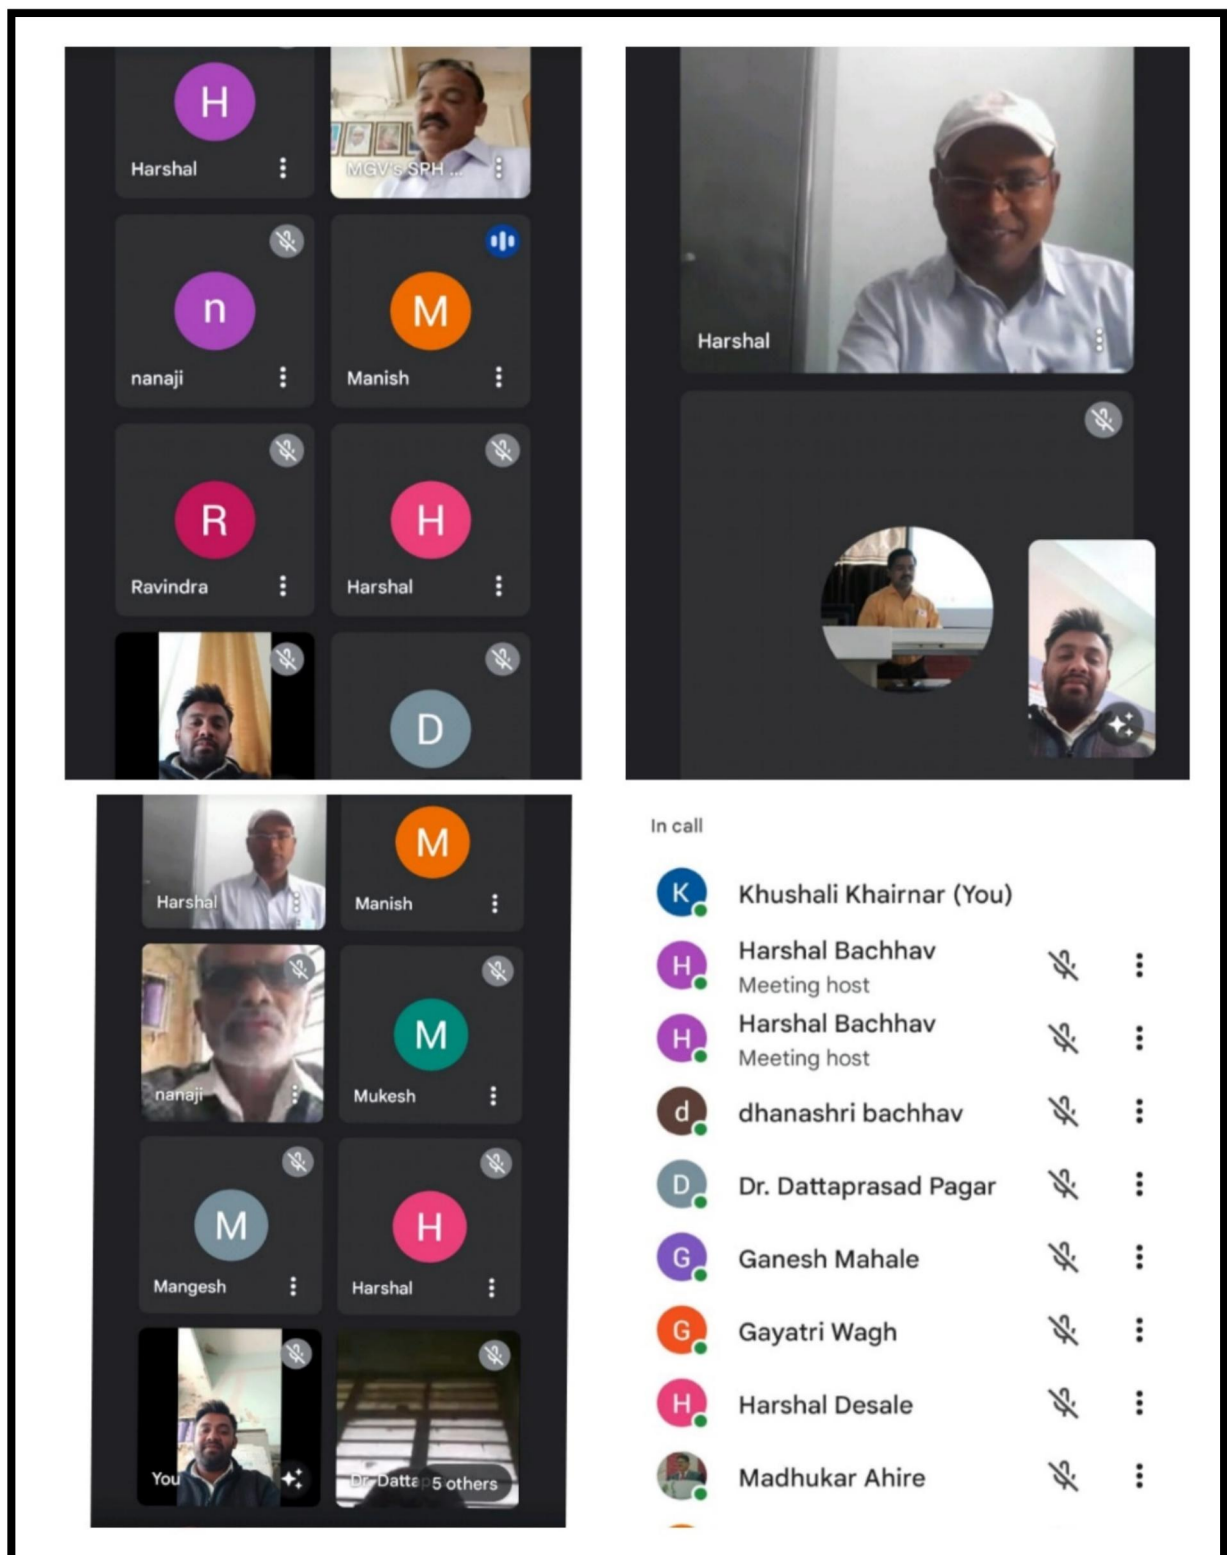 H
Harshal
MGV's SPH ...
n
nanaji
M
Manish
R
Ravindra
H
Harshal
D
Harshal
Harshal
M
Manish
nanaji
M
Mukesh
M
Mangesh
H
Harshal
You
Dr. Dattap
5 others
In call
K
Khushali Khairnar (You)
H
Harshal Bachhav
Meeting host
H
Harshal Bachhav
Meeting host
d
dhanashri bachhav
D
Dr. Dattaprasad Pagar
G
Ganesh Mahale
G
Gayatri Wagh
H
Harshal Desale
Madhukar Ahire